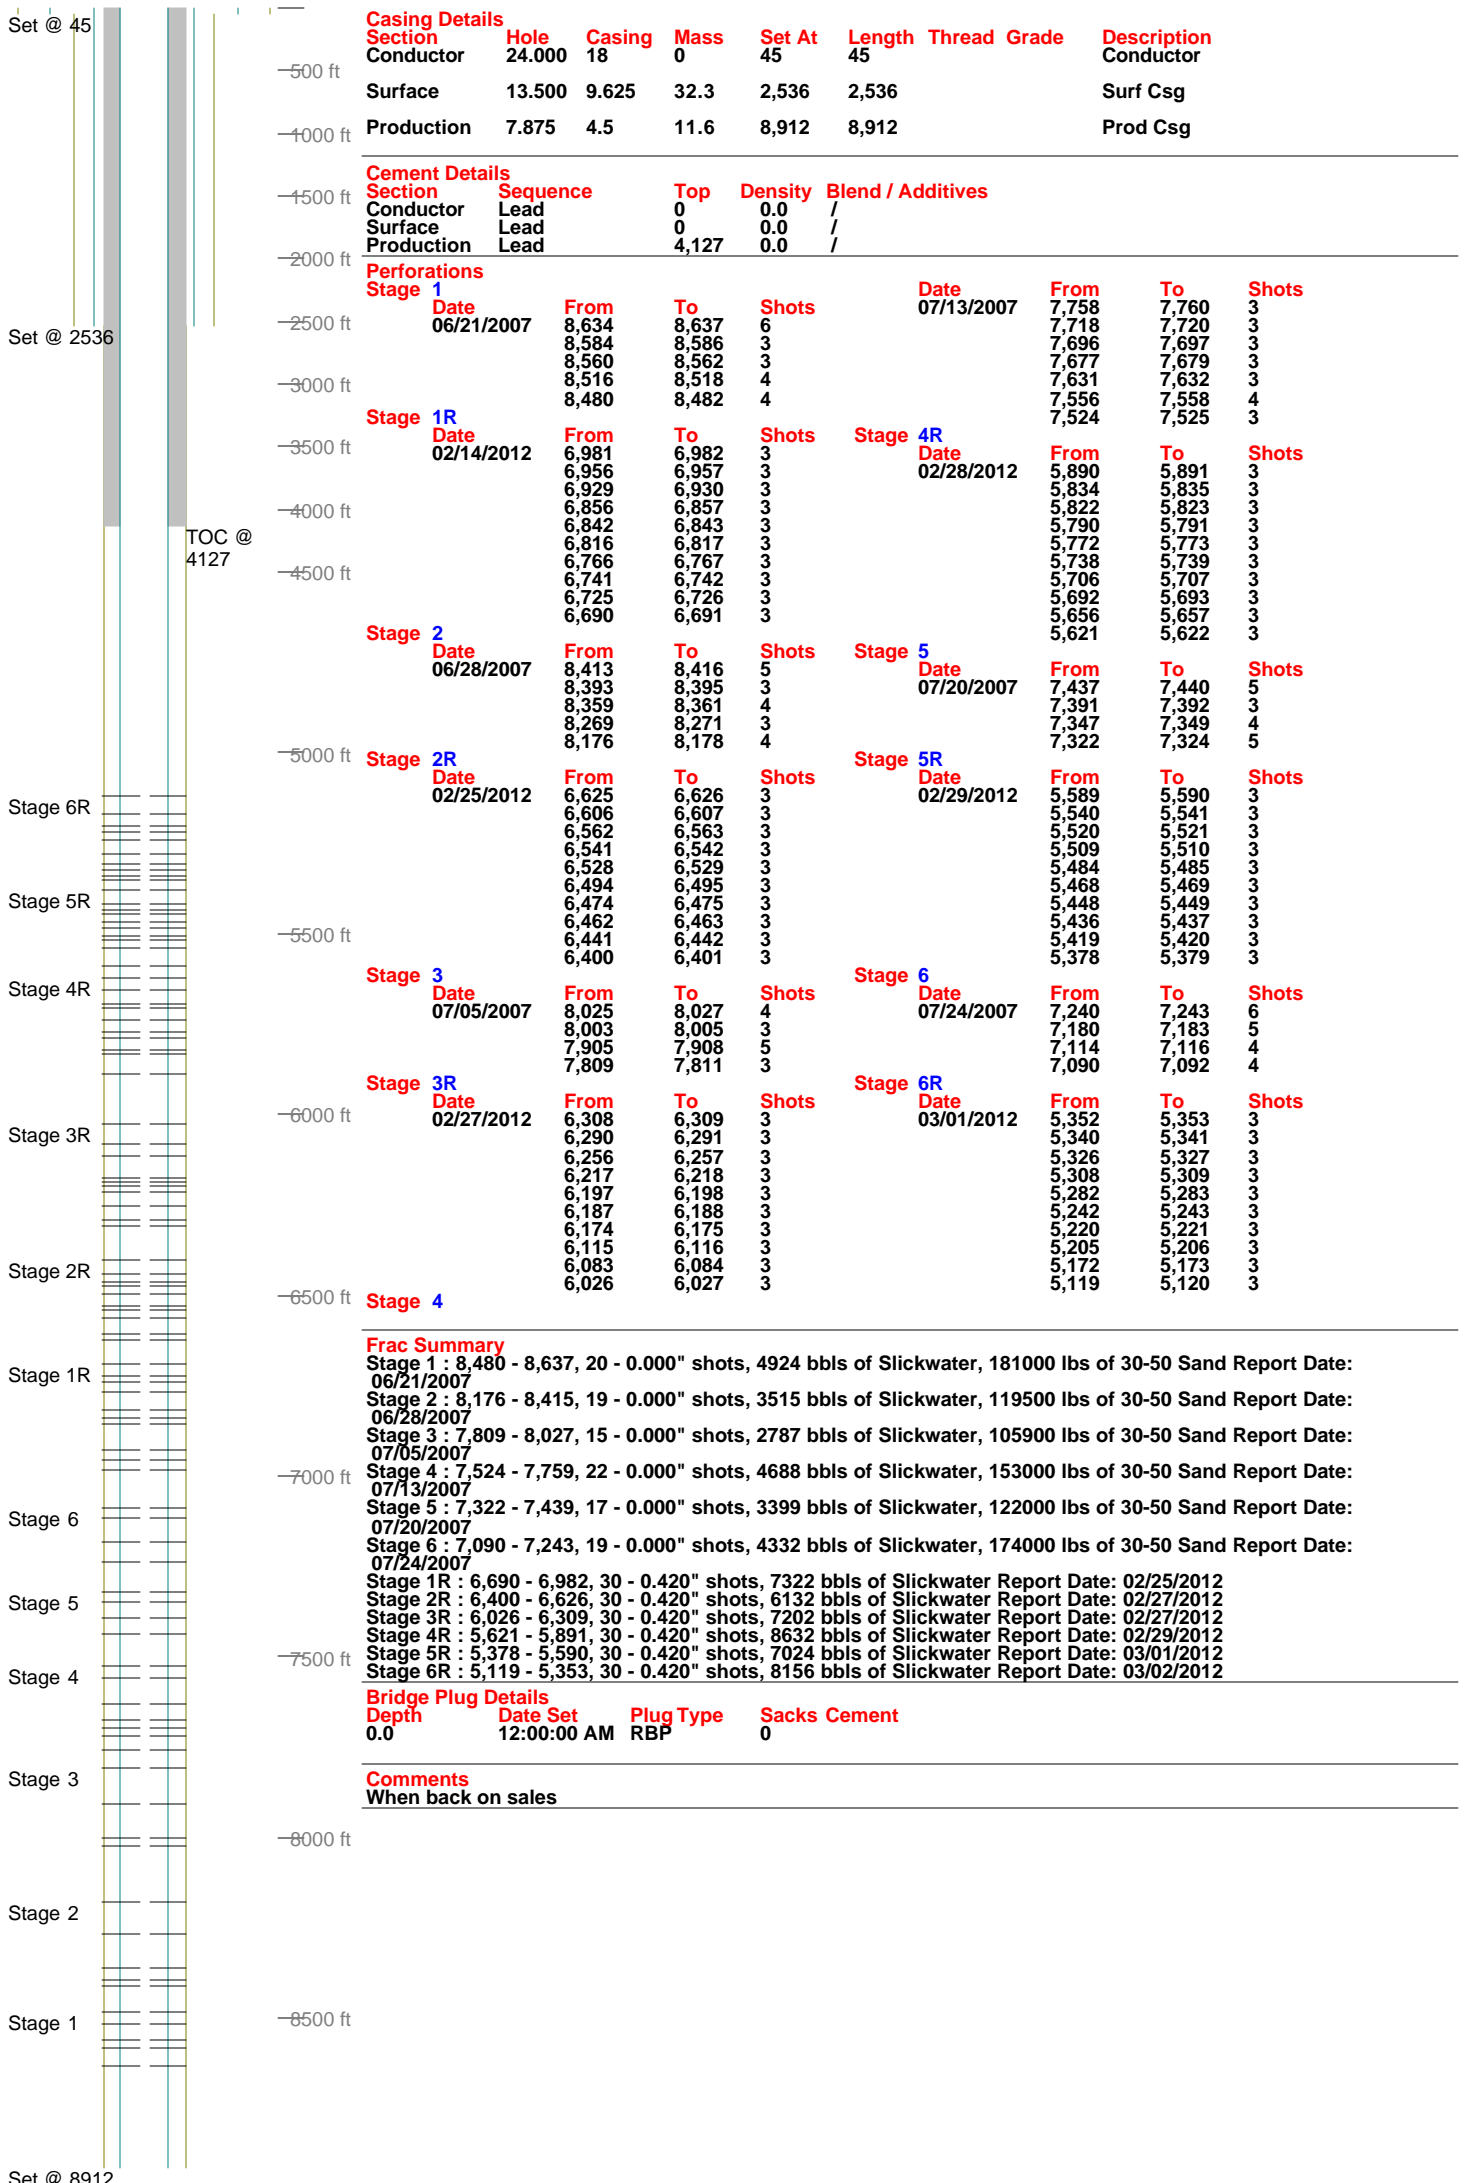 Set @ 45
Set @ 2536
TOC @
4127
Stage 6R
Stage 5R
Stage 4R
Stage 3R
Stage 2R
Stage 1R
Stage 6
Stage 5
Stage 4
Stage 3
Stage 2
Stage 1
Set @ 8912
500 ft
1000 ft
1500 ft
2000 ft
2500 ft
3000 ft
3500 ft
4000 ft
4500 ft
5000 ft
5500 ft
6000 ft
6500 ft
7000 ft
7500 ft
8000 ft
8500 ft
Casing Details
Section Hole Casing Mass Set At Length Thread Grade Description
Conductor 24.000 18 0 45 45 Conductor
Surface 13.500 9.625 32.3 2,536 2,536 Surf Csg
Production 7.875 4.5 11.6 8,912 8,912 Prod Csg
Cement Details
Section Sequence Top Density Blend / Additives
Conductor Lead 0 0.0 /
Surface Lead 0 0.0 /
Production Lead 4,127 0.0 /
Perforations
Stage 1
Date From To Shots
06/21/2007 8,634 8,637 6
8,584 8,586 3
8,560 8,562 3
8,516 8,518 4
8,480 8,482 4
Stage 1R
Date From To Shots
02/14/2012 6,981 6,982 3
6,956 6,957 3
6,929 6,930 3
6,856 6,857 3
6,842 6,843 3
6,816 6,817 3
6,766 6,767 3
6,741 6,742 3
6,725 6,726 3
6,690 6,691 3
Stage 2
Date From To Shots
06/28/2007 8,413 8,416 5
8,393 8,395 3
8,359 8,361 4
8,269 8,271 3
8,176 8,178 4
Stage 2R
Date From To Shots
02/25/2012 6,625 6,626 3
6,606 6,607 3
6,562 6,563 3
6,541 6,542 3
6,528 6,529 3
6,494 6,495 3
6,474 6,475 3
6,462 6,463 3
6,441 6,442 3
6,400 6,401 3
Stage 3
Date From To Shots
07/05/2007 8,025 8,027 4
8,003 8,005 3
7,905 7,908 5
7,809 7,811 3
Stage 3R
Date From To Shots
02/27/2012 6,308 6,309 3
6,290 6,291 3
6,256 6,257 3
6,217 6,218 3
6,197 6,198 3
6,187 6,188 3
6,174 6,175 3
6,115 6,116 3
6,083 6,084 3
6,026 6,027 3
Stage 4
Date From To Shots
07/13/2007 7,758 7,760 3
7,718 7,720 3
7,696 7,697 3
7,677 7,679 3
7,631 7,632 3
7,556 7,558 4
7,524 7,525 3
Stage 4R
Date From To Shots
02/28/2012 5,890 5,891 3
5,834 5,835 3
5,822 5,823 3
5,790 5,791 3
5,772 5,773 3
5,738 5,739 3
5,706 5,707 3
5,692 5,693 3
5,656 5,657 3
5,621 5,622 3
Stage 5
Date From To Shots
07/20/2007 7,437 7,440 5
7,391 7,392 3
7,347 7,349 4
7,322 7,324 5
Stage 5R
Date From To Shots
02/29/2012 5,589 5,590 3
5,540 5,541 3
5,520 5,521 3
5,509 5,510 3
5,484 5,485 3
5,468 5,469 3
5,448 5,449 3
5,436 5,437 3
5,419 5,420 3
5,378 5,379 3
Stage 6
Date From To Shots
07/24/2007 7,240 7,243 6
7,180 7,183 5
7,114 7,116 4
7,090 7,092 4
Stage 6R
Date From To Shots
03/01/2012 5,352 5,353 3
5,340 5,341 3
5,326 5,327 3
5,308 5,309 3
5,282 5,283 3
5,242 5,243 3
5,220 5,221 3
5,205 5,206 3
5,172 5,173 3
5,119 5,120 3
Frac Summary
Stage 1 : 8,480 - 8,637, 20 - 0.000" shots, 4924 bbls of Slickwater, 181000 lbs of 30-50 Sand Report Date:
06/21/2007
Stage 2 : 8,176 - 8,415, 19 - 0.000" shots, 3515 bbls of Slickwater, 119500 lbs of 30-50 Sand Report Date:
06/28/2007
Stage 3 : 7,809 - 8,027, 15 - 0.000" shots, 2787 bbls of Slickwater, 105900 lbs of 30-50 Sand Report Date:
07/05/2007
Stage 4 : 7,524 - 7,759, 22 - 0.000" shots, 4688 bbls of Slickwater, 153000 lbs of 30-50 Sand Report Date:
07/13/2007
Stage 5 : 7,322 - 7,439, 17 - 0.000" shots, 3399 bbls of Slickwater, 122000 lbs of 30-50 Sand Report Date:
07/20/2007
Stage 6 : 7,090 - 7,243, 19 - 0.000" shots, 4332 bbls of Slickwater, 174000 lbs of 30-50 Sand Report Date:
07/24/2007
Stage 1R : 6,690 - 6,982, 30 - 0.420" shots, 7322 bbls of Slickwater Report Date: 02/25/2012
Stage 2R : 6,400 - 6,626, 30 - 0.420" shots, 6132 bbls of Slickwater Report Date: 02/27/2012
Stage 3R : 6,026 - 6,309, 30 - 0.420" shots, 7202 bbls of Slickwater Report Date: 02/27/2012
Stage 4R : 5,621 - 5,891, 30 - 0.420" shots, 8632 bbls of Slickwater Report Date: 02/29/2012
Stage 5R : 5,378 - 5,590, 30 - 0.420" shots, 7024 bbls of Slickwater Report Date: 03/01/2012
Stage 6R : 5,119 - 5,353, 30 - 0.420" shots, 8156 bbls of Slickwater Report Date: 03/02/2012
Bridge Plug Details
Depth Date Set Plug Type Sacks Cement
0.0 12:00:00 AM RBP 0
Comments
When back on sales